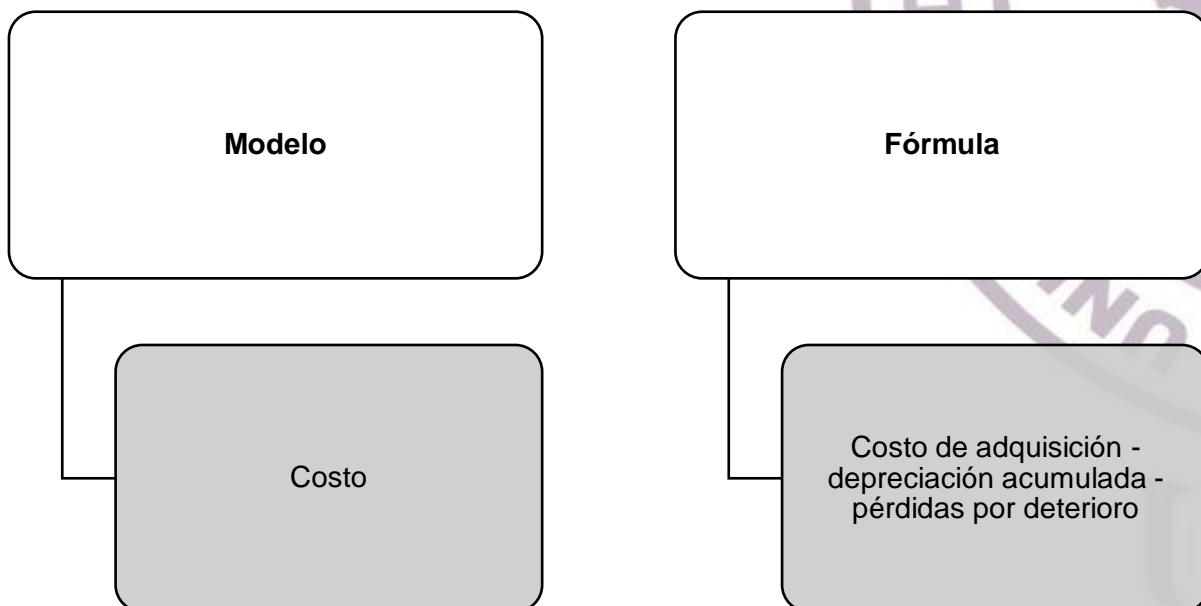 Modelo
Fórmula
Costo
Costo de adquisición -
depreciación acumulada -
pérdidas por deterioro